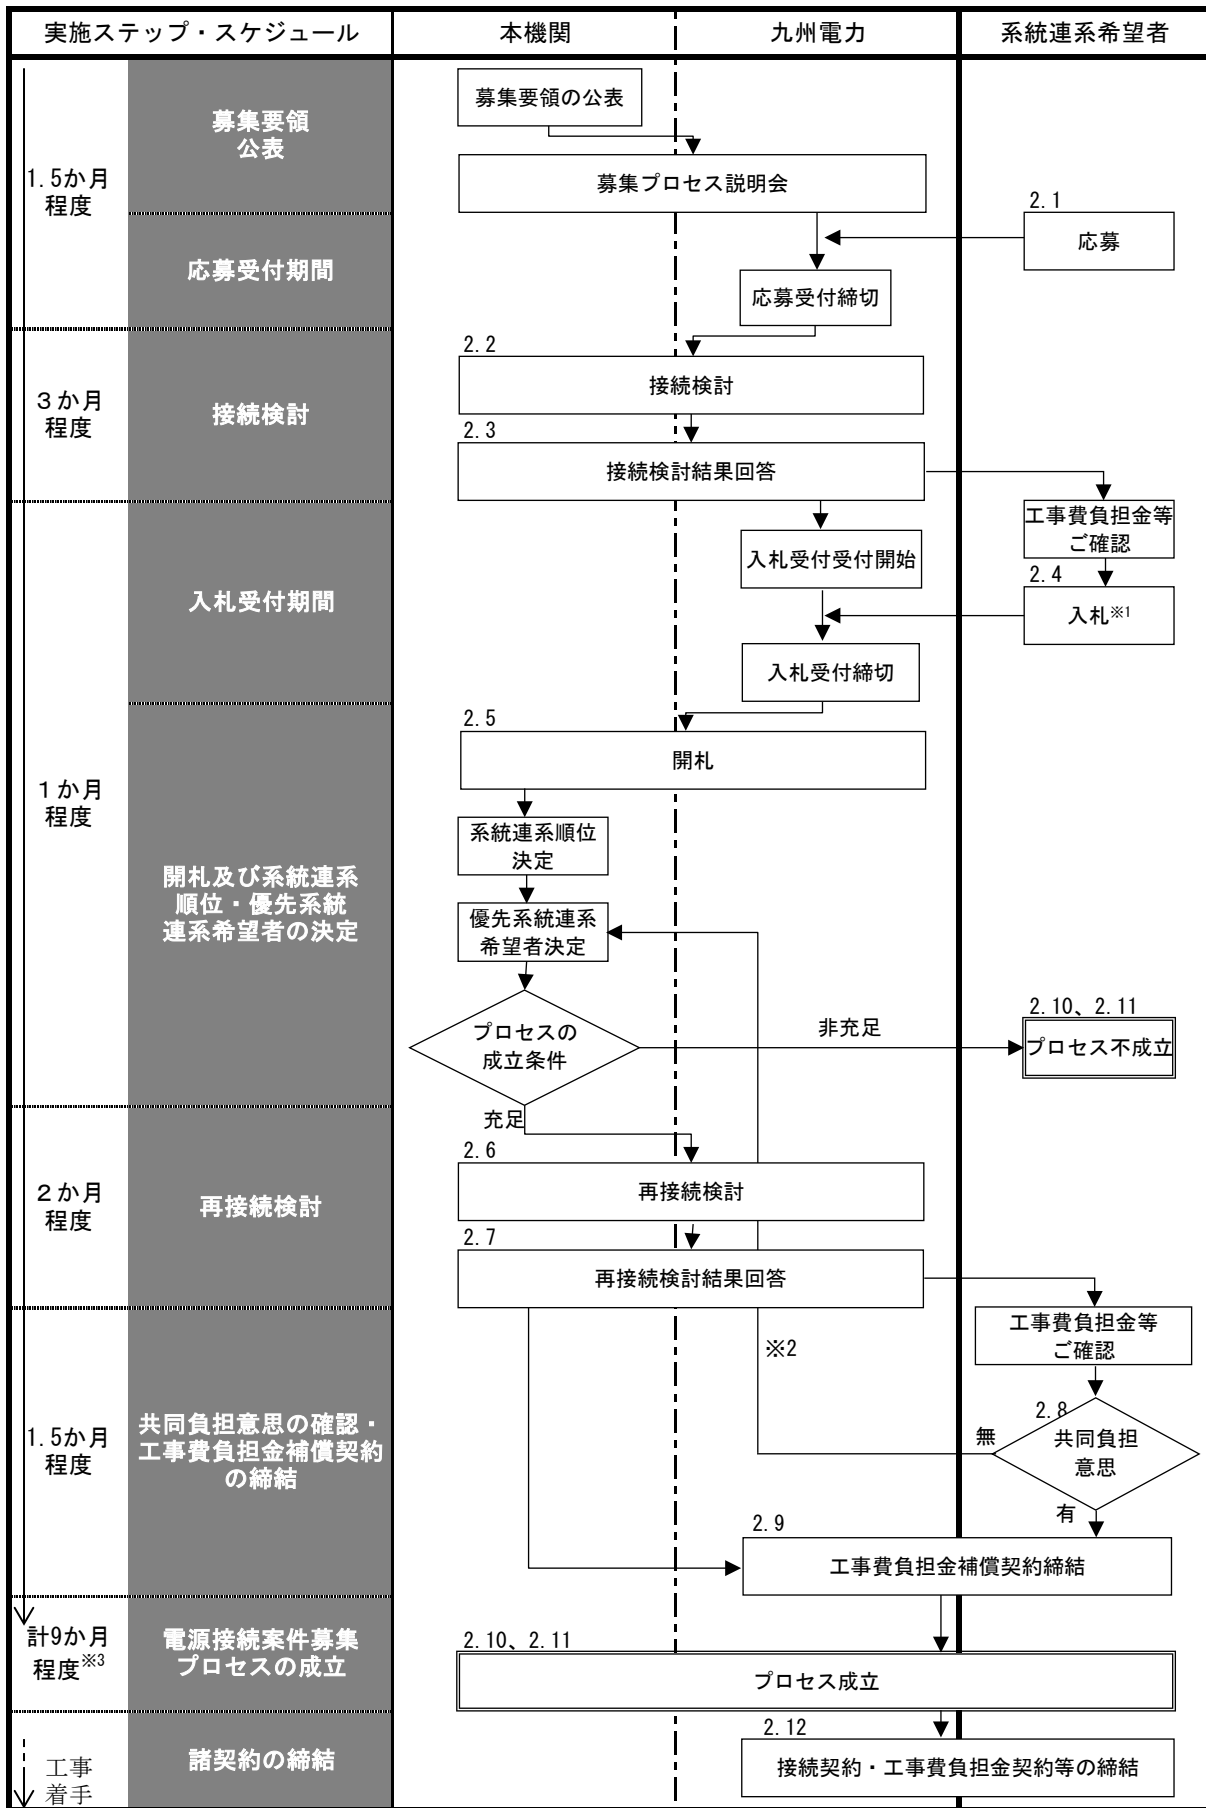 実施ステップ・スケジュール
本機関
九州電力
系統連系希望者
1.5か月
程度
募集要領
公表
募集要領の公表
募集プロセス説明会
応募受付期間
2.1
応募
応募受付締切
3か月
程度
接続検討
2.2
接続検討
2.3
接続検討結果回答
工事費負担金等
ご確認
1か月
程度
入札受付期間
入札受付受付開始
2.4
入札※1
入札受付締切
開札及び系統連系
順位・優先系統
連系希望者の決定
2.5
開札
系統連系順位
決定
優先系統連系
希望者決定
プロセスの
成立条件
非充足
2.10、2.11
プロセス不成立
充足
2か月
程度
再接続検討
2.6
再接続検討
2.7
再接続検討結果回答
工事費負担金等
ご確認
※2
1.5か月
程度
共同負担意思の確認・
工事費負担金補償契約
の締結
2.8
共同負担
意思
無
有
2.9
工事費負担金補償契約締結
計9か月
程度※3
電源接続案件募集
プロセスの成立
2.10、2.11
プロセス成立
工事
着手
諸契約の締結
2.12
接続契約・工事費負担金契約等の締結